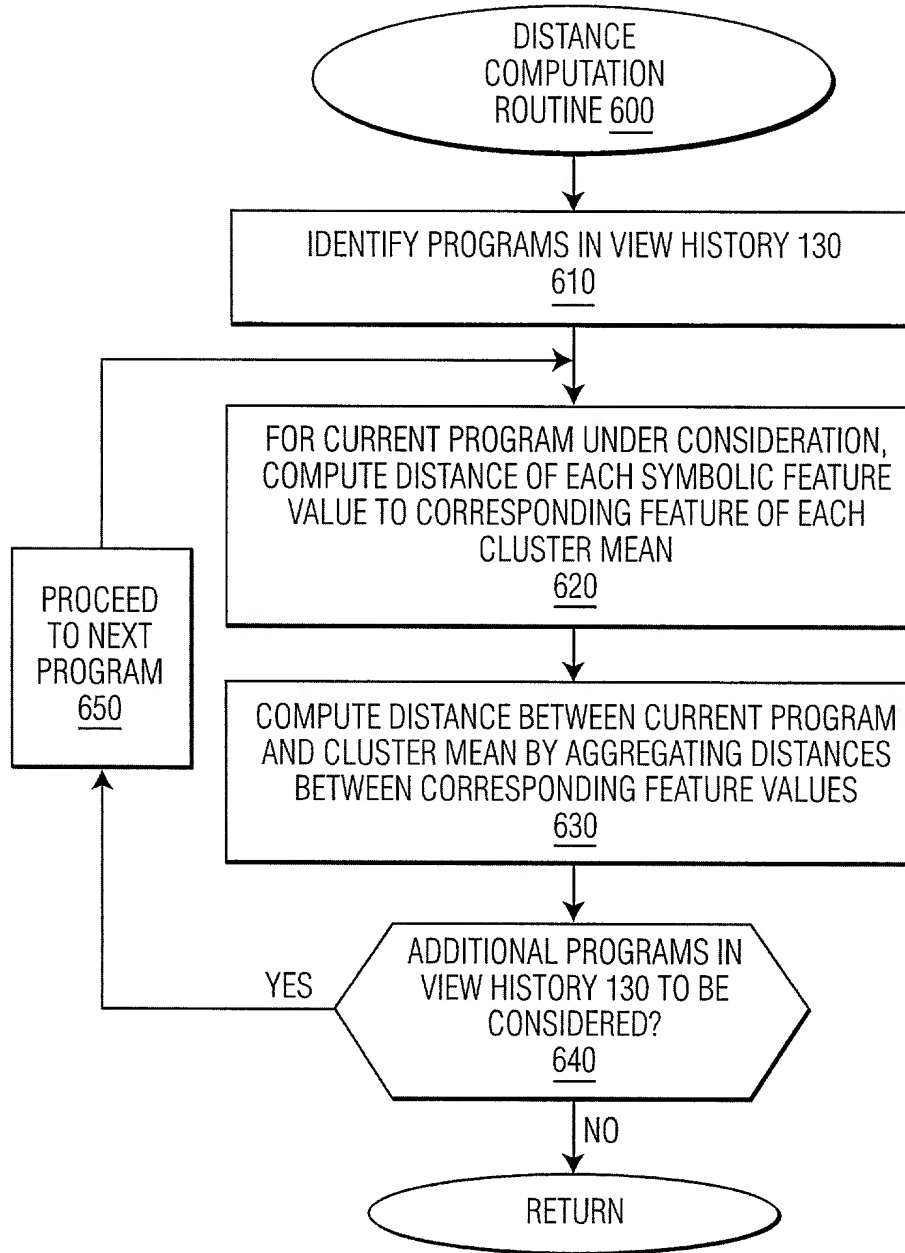 DISTANCE
COMPUTATION
ROUTINE 600
IDENTIFY PROGRAMS IN VIEW HISTORY 130
610
FOR CURRENT PROGRAM UNDER CONSIDERATION,
COMPUTE DISTANCE OF EACH SYMBOLIC FEATURE
VALUE TO CORRESPONDING FEATURE OF EACH
CLUSTER MEAN
620
PROCEED
TO NEXT
PROGRAM
650
COMPUTE DISTANCE BETWEEN CURRENT PROGRAM
AND CLUSTER MEAN BY AGGREGATING DISTANCES
BETWEEN CORRESPONDING FEATURE VALUES
630
ADDITIONAL PROGRAMS IN
VIEW HISTORY 130 TO BE
CONSIDERED?
640
YES
NO
RETURN